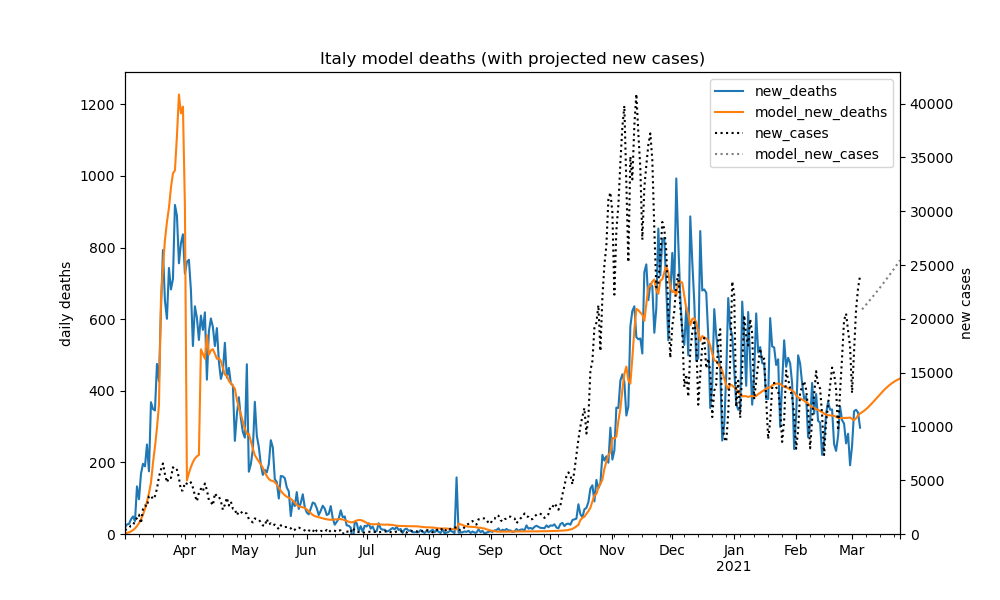 Italy model deaths (with projected new cases)
new_deaths
model_new_deaths
new_cases
model_new_cases
daily deaths
new cases
1200
1000
800
600
400
200
0
40000
35000
30000
25000
20000
15000
10000
5000
0
Apr May Jun Jul Aug Sep Oct Nov Dec Jan Feb Mar
2021